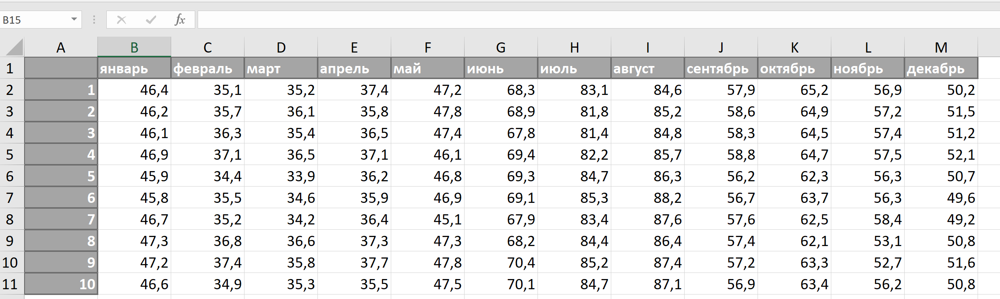 B15 fx
A B C D E F G H I J K L M
1 январь февраль март апрель май июнь июль август сентябрь октябрь ноябрь декабрь
2 1 46,4 35,1 35,2 37,4 47,2 68,3 83,1 84,6 57,9 65,2 56,9 50,2
3 2 46,2 35,7 36,1 35,8 47,8 68,9 81,8 85,2 58,6 64,9 57,2 51,5
4 3 46,1 36,3 35,4 36,5 47,4 67,8 81,4 84,8 58,3 64,5 57,4 51,2
5 4 46,9 37,1 36,5 37,1 46,1 69,4 82,2 85,7 58,8 64,7 57,5 52,1
6 5 45,9 34,4 33,9 36,2 46,8 69,3 84,7 86,3 56,2 62,3 56,3 50,7
7 6 45,8 35,5 34,6 35,9 46,9 69,1 85,3 88,2 56,7 63,7 56,3 49,6
8 7 46,7 35,2 34,2 36,4 45,1 67,9 83,4 87,6 57,6 62,5 58,4 49,2
9 8 47,3 36,8 36,6 37,3 47,3 68,2 84,4 86,4 57,4 62,1 53,1 50,8
10 9 47,2 37,4 35,8 37,7 47,8 70,4 85,2 87,4 57,2 63,3 52,7 51,6
11 10 46,6 34,9 35,3 35,5 47,5 70,1 84,7 87,1 56,9 63,4 56,2 50,8